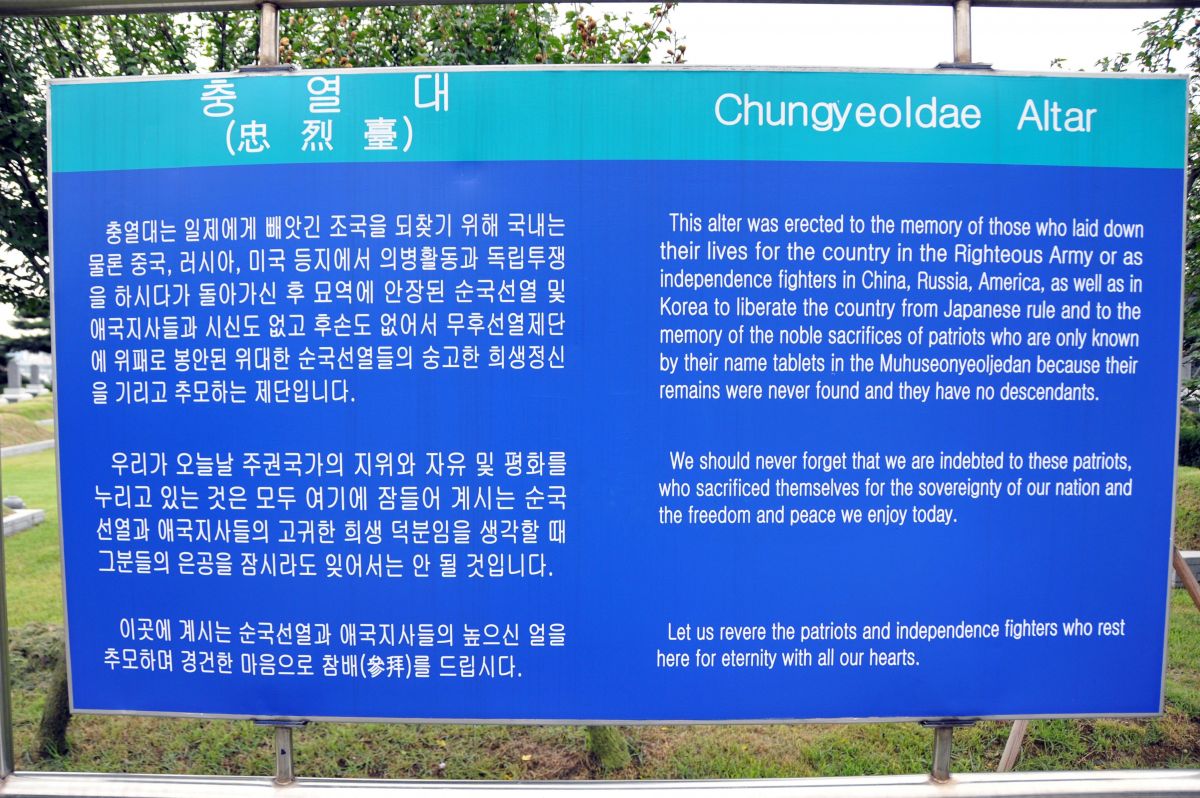 충 열 대
(忠 烈 臺)
충열대는 일제에게 빼앗긴 조국을 되찾기 위해 국내는
물론 중국, 러시아, 미국 등지에서 의병활동과 독립투쟁
을 하시다가 돌아가신 후 묘역에 안장된 순국선열 및
애국지사들과 시신도 없고 후손도 없어서 무후선열제단
에 위패로 봉안된 위대한 순국선열들의 숭고한 희생정신
을 기리고 추모하는 제단입니다.
우리가 오늘날 주권국가의 지위와 자유 및 평화를
누리고 있는 것은 모두 여기에 잠들어 계시는 순국
선열과 애국지사들의 고귀한 희생 덕분임을 생각할 때
그분들의 은공을 잠시라도 잊어서는 안 될 것입니다.
이곳에 계시는 순국선열과 애국지사들의 높으신 얼을
추모하며 경건한 마음으로 참배(參拜)를 드립시다.
Chungyeoldae Altar
This alter was erected to the memory of those who laid down
their lives for the country in the Righteous Army or as
independence fighters in China, Russia, America, as well as in
Korea to liberate the country from Japanese rule and to the
memory of the noble sacrifices of patriots who are only known
by their name tablets in the Muhuseonyeoljedan because their
remains were never found and they have no descendants.
We should never forget that we are indebted to these patriots,
who sacrificed themselves for the sovereignty of our nation and
the freedom and peace we enjoy today.
Let us revere the patriots and independence fighters who rest
here for eternity with all our hearts.